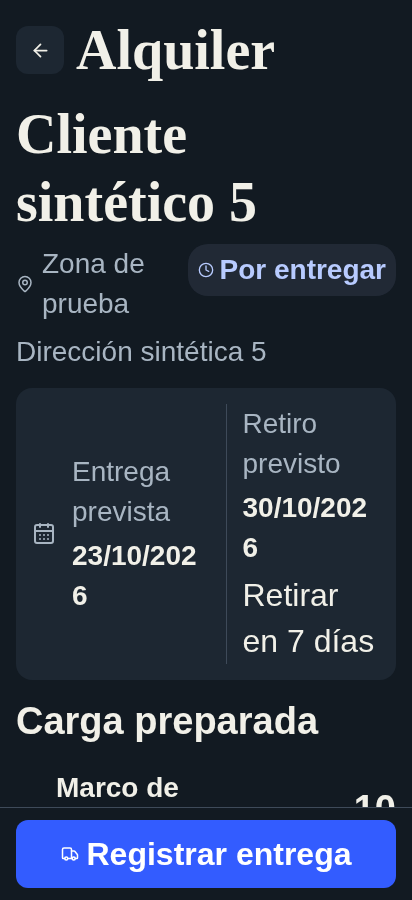 Alquiler
Cliente
sintético 5
Zona de
prueba
Por entregar
Dirección sintética 5
Entrega
prevista
23/10/202
6
Retiro
previsto
30/10/202
6
Retirar
en 7 días
Carga preparada
Marco de
10
Registrar entrega